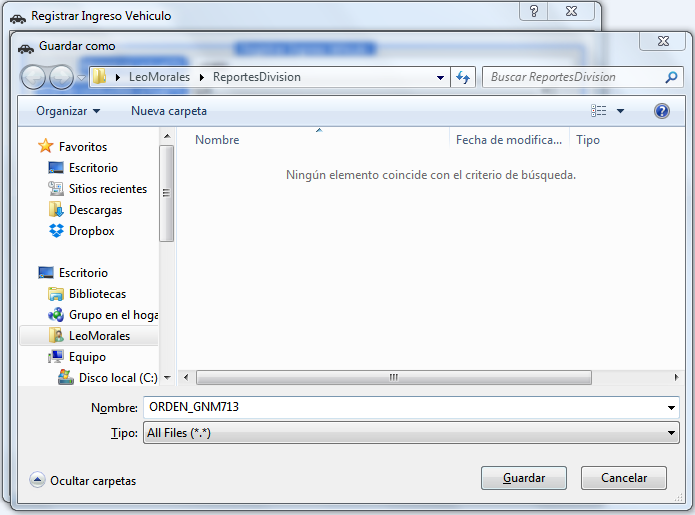 Registrar Ingreso Vehiculo
Guardar como
LeoMorales ReportesDivision
Buscar ReportesDivision
Organizar Nueva carpeta
Nombre Fecha de modifica... Tipo
Ningún elemento coincide con el criterio de búsqueda.
Favoritos
Escritorio
Sitios recientes
Descargas
Dropbox
Escritorio
Bibliotecas
Grupo en el hoga
LeoMorales
Equipo
Disco local (C:)
Nombre: ORDEN_GNM713
Tipo: All Files (*.*)
Ocultar carpetas Guardar Cancelar